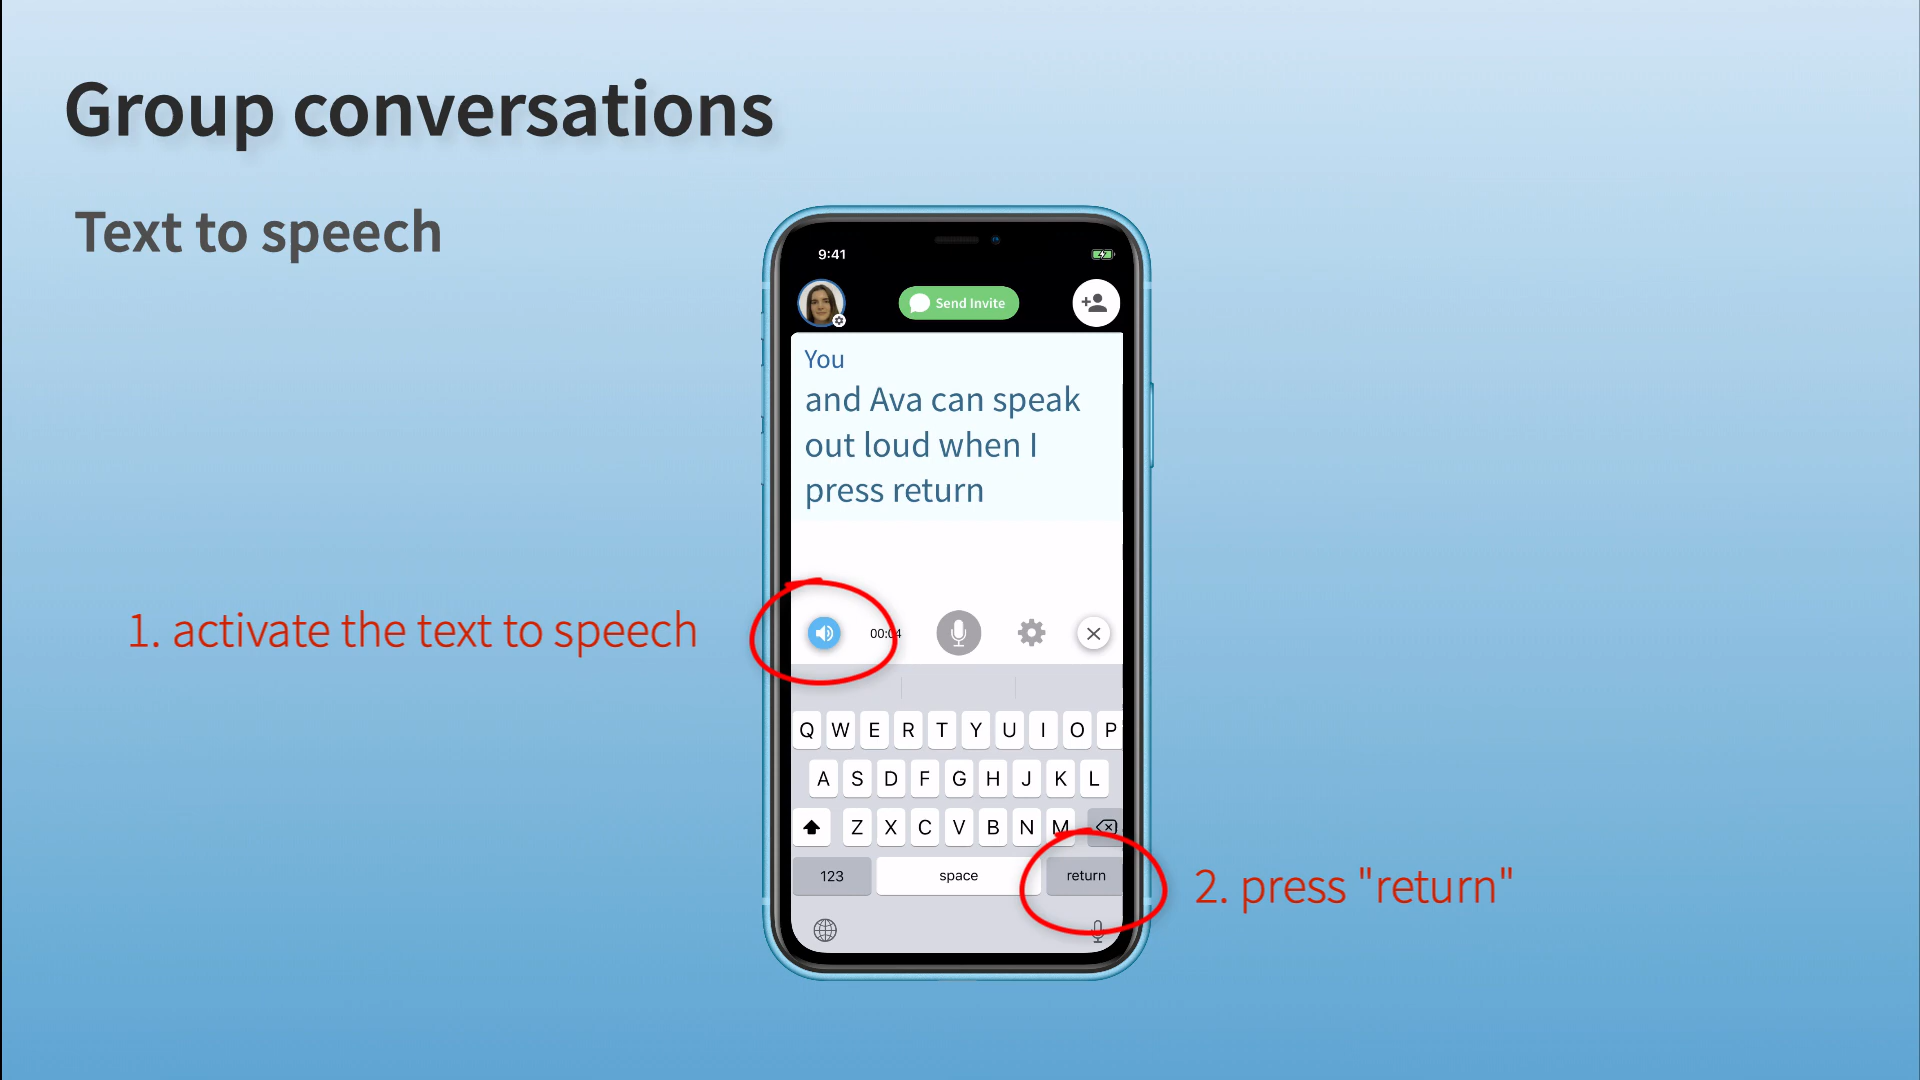 Group conversations
Text to speech
9:41
Send Invite
You
and Ava can speak
out loud when I
press return
1. activate the text to speech
00:04
Q W E R T Y U I O P
A S D F G H J K L
Z X C V B N M
123 space return
2. press "return"